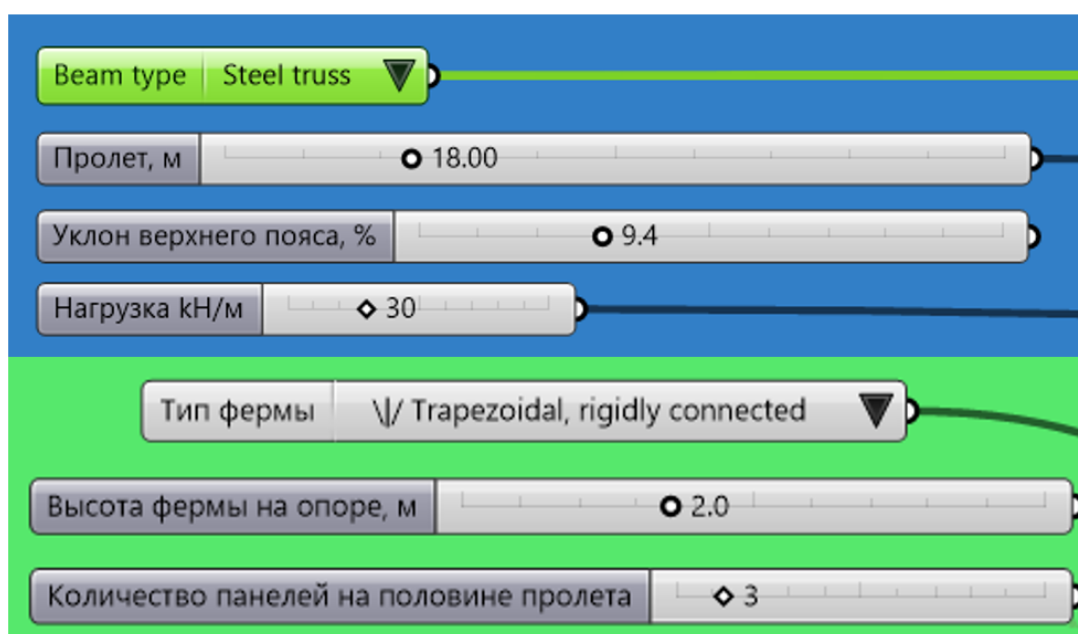 Beam type Steel truss
Пролет, м 18.00
Уклон верхнего пояса, % 9.4
Нагрузка kН/м 30
Тип фермы \|/ Trapezoidal, rigidly connected
Высота фермы на опоре, м 2.0
Количество панелей на половине пролета 3